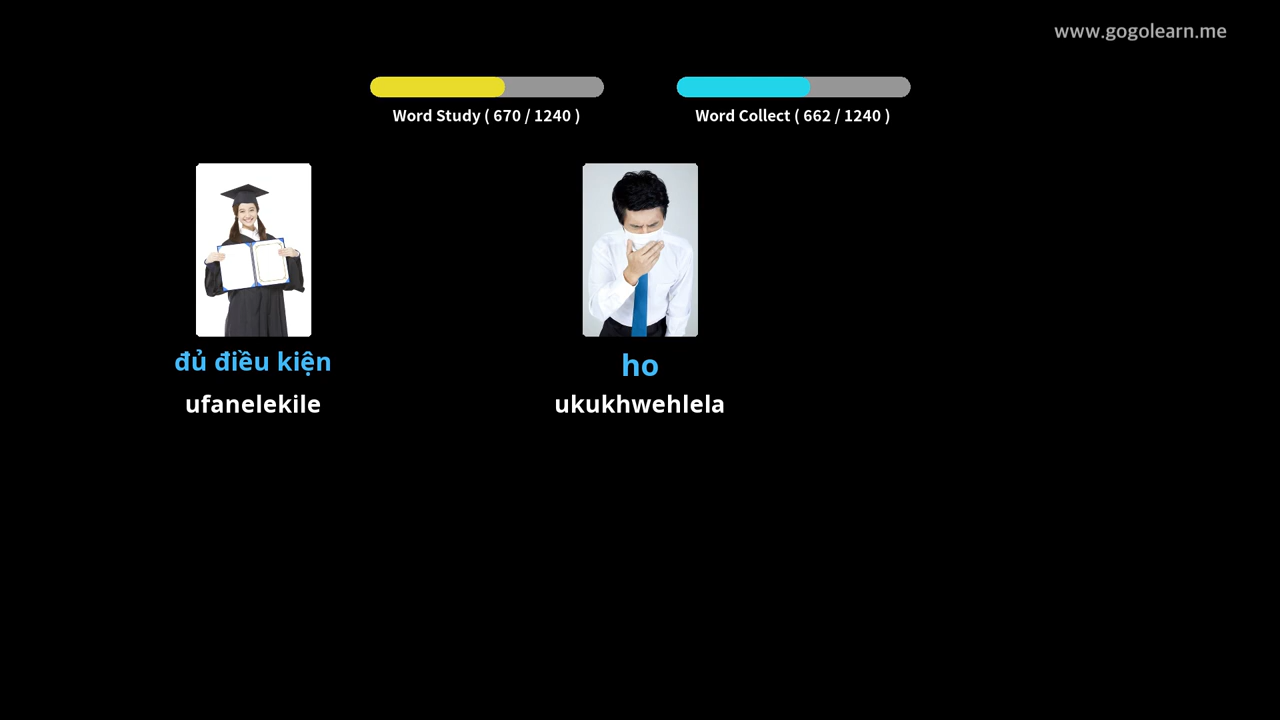 www.gogolearn.me
Word Study ( 670 / 1240 )
Word Collect ( 662 / 1240 )
đủ điều kiện
ufanelekile
ho
ukukhwehlela